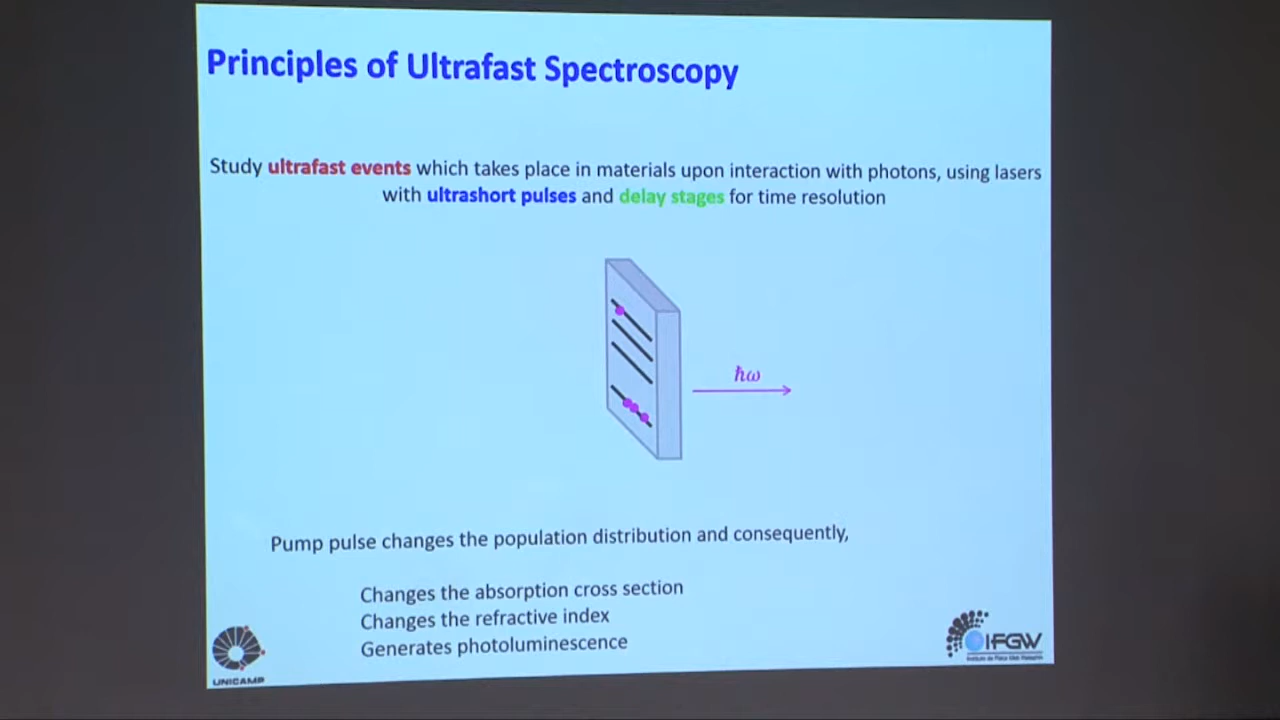 Principles of Ultrafast Spectroscopy
Study ultrafast events which takes place in materials upon interaction with photons, using lasers
with ultrashort pulses and delay stages for time resolution
ħω
Pump pulse changes the population distribution and consequently,
Changes the absorption cross section
Changes the refractive index
Generates photoluminescence
UNICAMP
IFGW